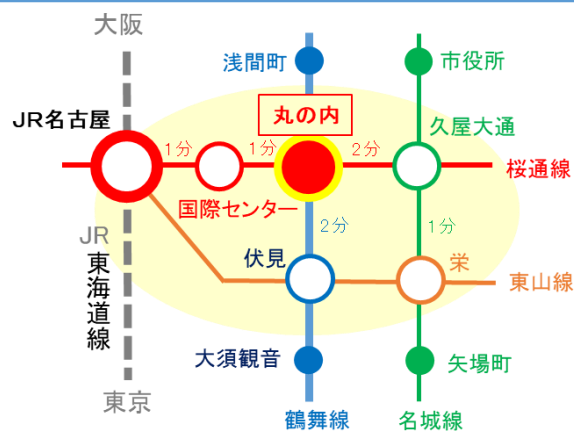 大阪
浅間町
市役所
JR名古屋
丸の内
久屋大通
1分
1分
2分
桜通線
国際センター
JR
東海道線
2分
1分
伏見
栄
東山線
大須観音
矢場町
東京
鶴舞線
名城線